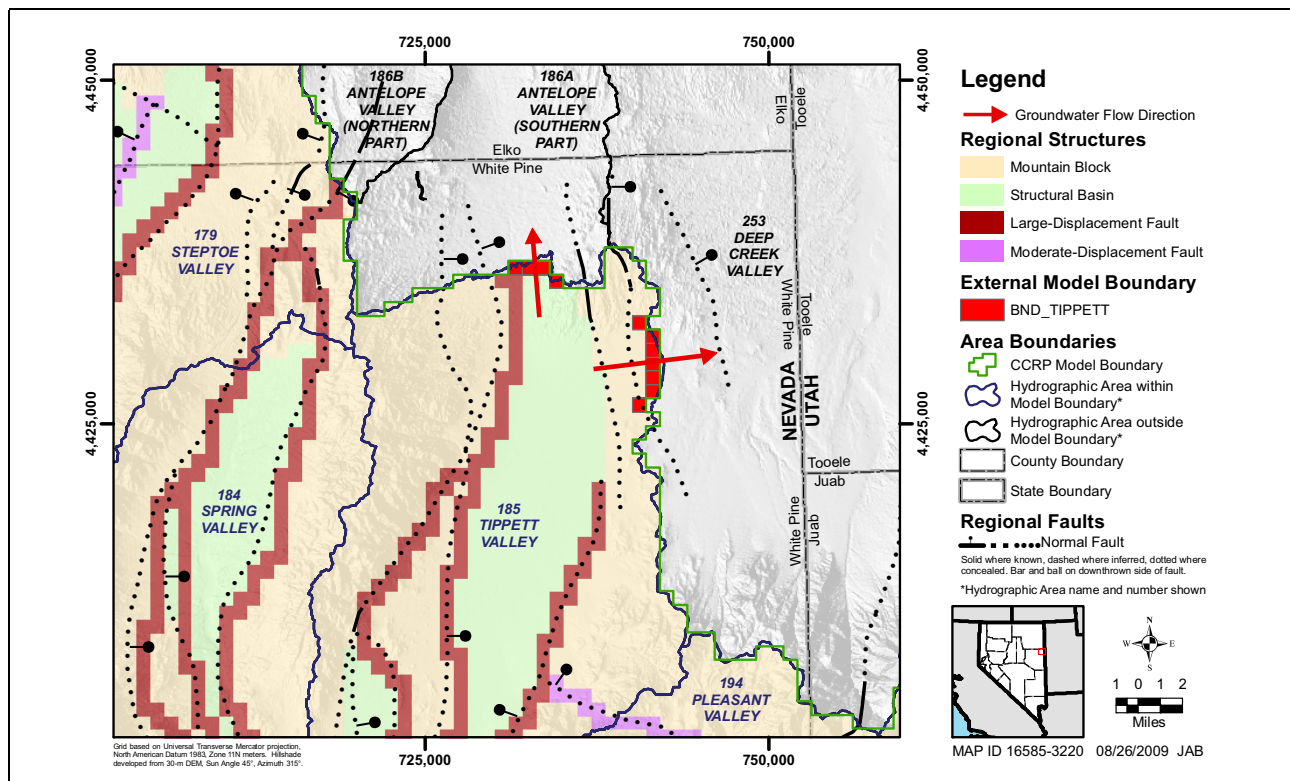 725,000
750,000
4,450,000
4,450,000
4,425,000
4,425,000
186B
ANTELOPE
VALLEY
(NORTHERN
PART)
186A
ANTELOPE
VALLEY
(SOUTHERN
PART)
Elko
Tooele
Elko
White Pine
179
STEPTOE
VALLEY
253
DEEP
CREEK
VALLEY
White Pine
Tooele
NEVADA
UTAH
Tooele
Juab
184
SPRING
VALLEY
185
TIPPETT
VALLEY
White Pine
Juab
194
PLEASANT
VALLEY
Grid based on Universal Transverse Mercator projection,
North American Datum 1983, Zone 11N meters. Hillshade
developed from 30-m DEM, Sun Angle 45°, Azimuth 315°.
725,000
750,000
Legend
Groundwater Flow Direction
Regional Structures
Mountain Block
Structural Basin
Large-Displacement Fault
Moderate-Displacement Fault
External Model Boundary
BND_TIPPETT
Area Boundaries
CCRP Model Boundary
Hydrographic Area within
Model Boundary*
Hydrographic Area outside
Model Boundary*
County Boundary
State Boundary
Regional Faults
Normal Fault
Solid where known, dashed where inferred, dotted where
concealed. Bar and ball on downthrown side of fault.
*Hydrographic Area name and number shown
N
W E
S
1 0 1 2
Miles
MAP ID 16585-3220 08/26/2009 JAB